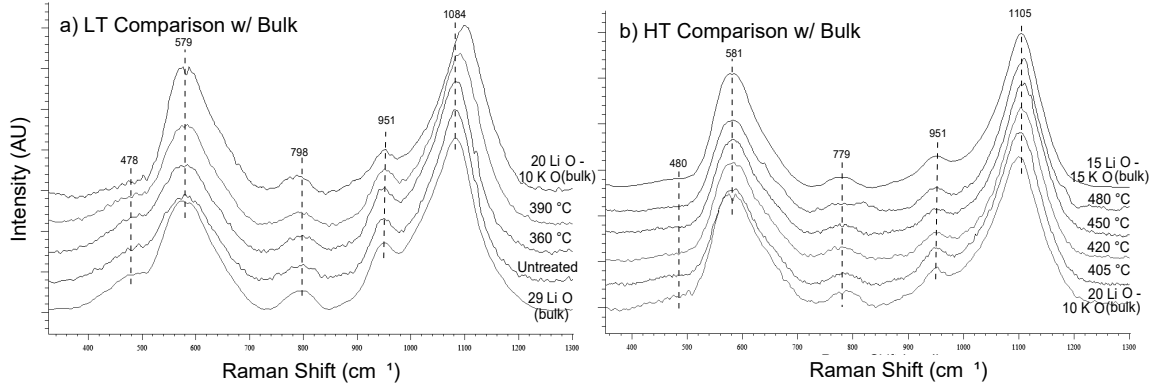 a) LT Comparison w/ Bulk
1084
579
951
798
478
20 Li O -
10 K O(bulk)
390 °C
360 °C
Untreated
29 Li O
(bulk)
Intensity (AU)
400 500 600 700 800 900 1000 1100 1200 1300
Raman Shift (cm ⁻¹)
b) HT Comparison w/ Bulk
1105
581
951
779
480
15 Li O -
15 K O(bulk)
480 °C
450 °C
420 °C
405 °C
20 Li O -
10 K O(bulk)
400 500 600 700 800 900 1000 1100 1200 1300
Raman Shift (cm ⁻¹)